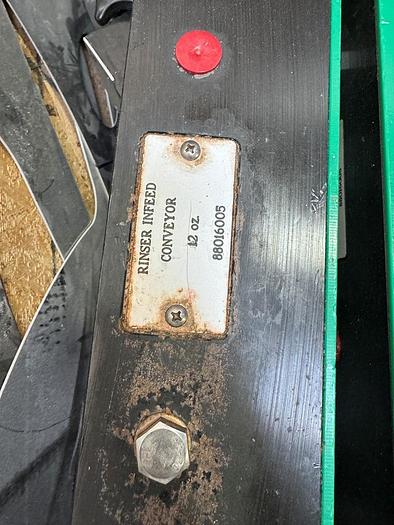 RINSER INFEED
CONVEYOR
12 oz.
88016005